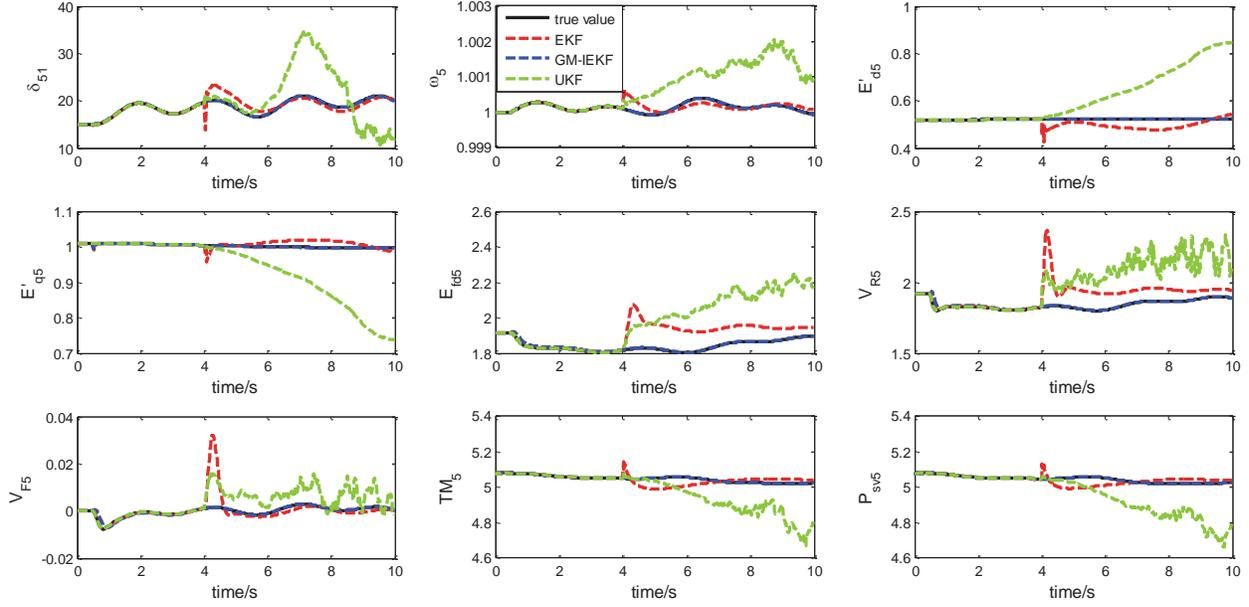 40
30
20
10
δ51
0 2 4 6 8 10
time/s
1.003
1.002
1.001
1
0.999
ω5
true value
EKF
GM-IEKF
UKF
0 2 4 6 8 10
time/s
1
0.8
0.6
0.4
E'd5
0 2 4 6 8 10
time/s
1.1
1
0.9
0.8
0.7
E'q5
0 2 4 6 8 10
time/s
2.6
2.4
2.2
2
1.8
Efd5
0 2 4 6 8 10
time/s
2.5
2
1.5
VR5
0 2 4 6 8 10
time/s
0.04
0.02
0
-0.02
VF5
0 2 4 6 8 10
time/s
5.4
5.2
5
4.8
4.6
TM5
0 2 4 6 8 10
time/s
5.4
5.2
5
4.8
4.6
Psv5
0 2 4 6 8 10
time/s